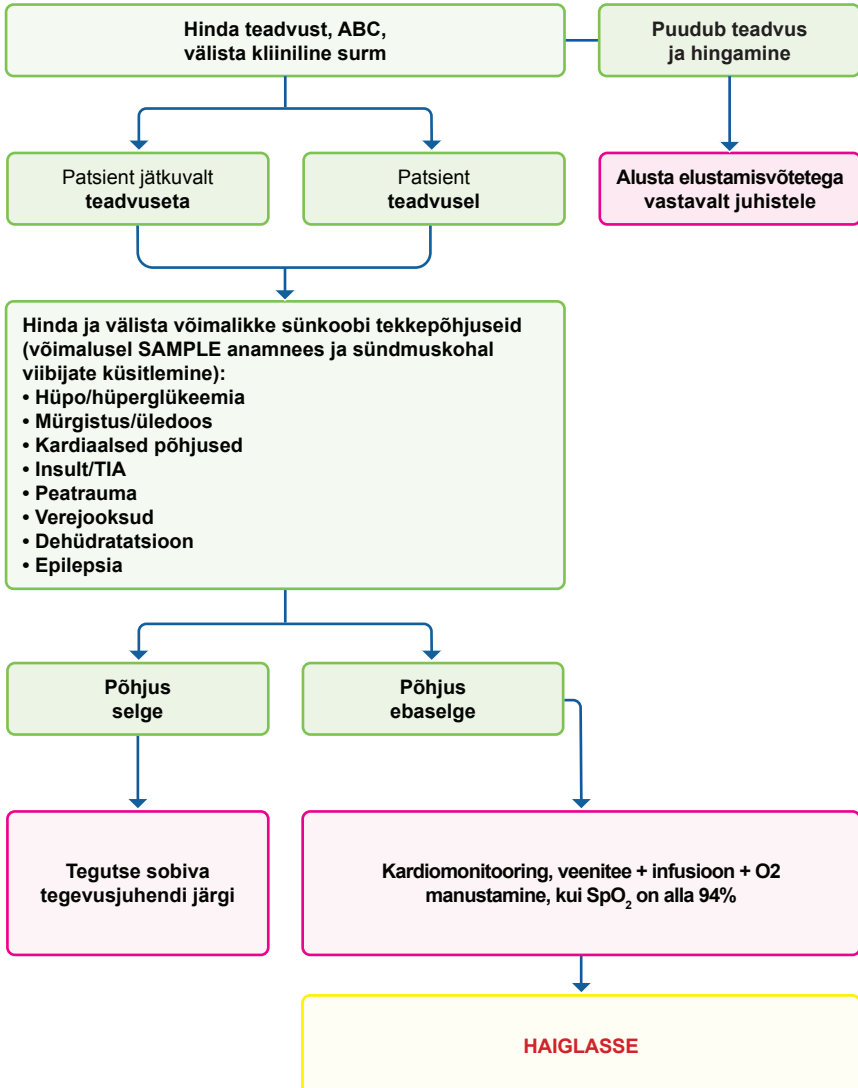 Hinda teadvust, ABC,
välista kliiniline surm
Puudub teadvus
ja hingamine
Patsient jätkuvalt
teadvuseta
Patsient
teadvusel
Alusta elustamisvõtetega
vastavalt juhistele
Hinda ja välista võimalikke sünkoobi tekkepõhjuseid
(võimalusel SAMPLE anamnees ja sündmuskohal
viibijate küsitlemine):
• Hüpo/hüperglükeemia
• Mürgistus/üledoos
• Kardiaalsed põhjused
• Insult/TIA
• Peatrauma
• Verejooksud
• Dehüdratatsioon
• Epilepsia
Põhjus
selge
Põhjus
ebaselge
Tegutse sobiva
tegevusjuhendi järgi
Kardiomonitooring, veenitee + infusioon + O2
manustamine, kui SpO₂ on alla 94%
HAIGLASSE